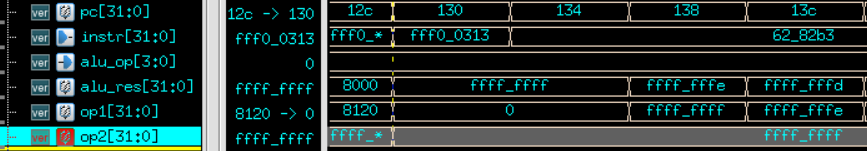 ver pc[31:0] 12c -> 130 12c 130 134 138 13c
ver instr[31:0] fff0_0313 fff0_* fff0_0313 62_82b3
ver alu_op[3:0] 0
ver alu_res[31:0] ffff_ffff 8000 ffff_ffff ffff_fffe ffff_fffd
ver op1[31:0] 8120 -> 0 8120 0 ffff_ffff ffff_fffe
ver op2[31:0] ffff_ffff ffff_* ffff_ffff